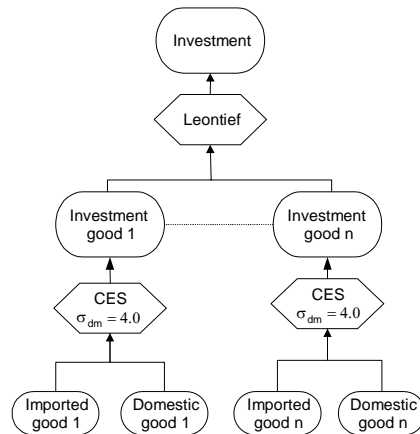 Investment
Leontief
Investment
good 1
Investment
good n
CES
σdm = 4.0
CES
σdm = 4.0
Imported
good 1
Domestic
good 1
Imported
good n
Domestic
good n